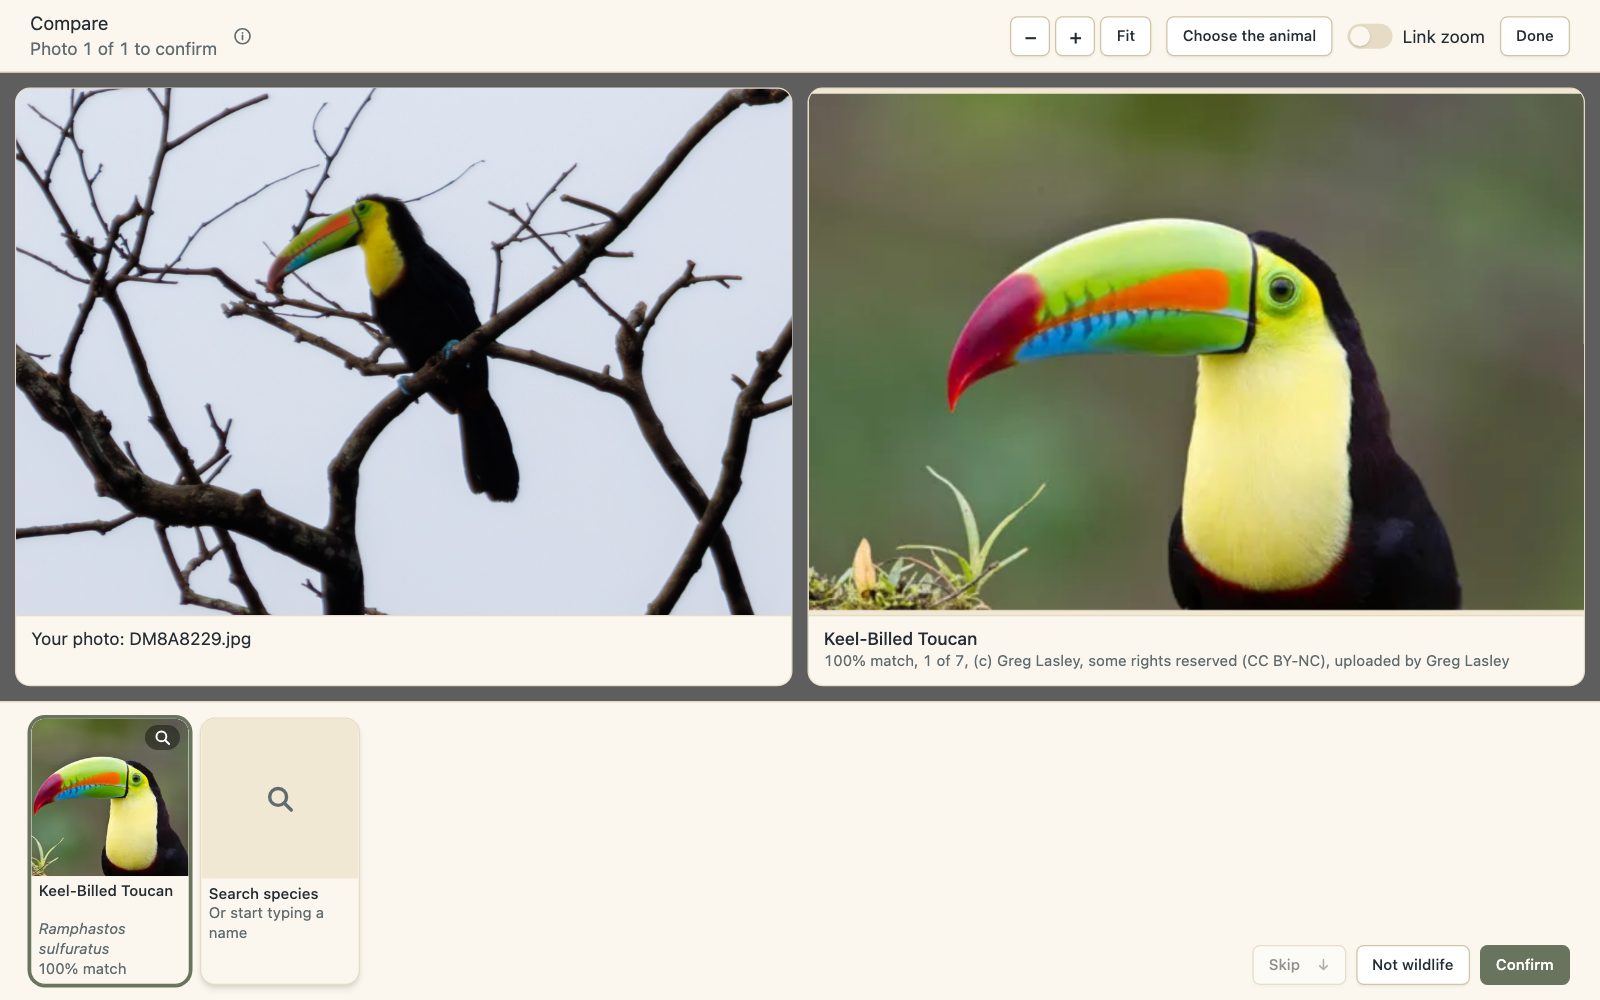 Compare
Photo 1 of 1 to confirm
−
+
Fit
Choose the animal
Link zoom
Done
Your photo: DM8A8229.jpg
Keel-Billed Toucan
100% match, 1 of 7, (c) Greg Lasley, some rights reserved (CC BY-NC), uploaded by Greg Lasley
Keel-Billed Toucan
Ramphastos
sulfuratus
100% match
Search species
Or start typing a
name
Skip ↓
Not wildlife
Confirm